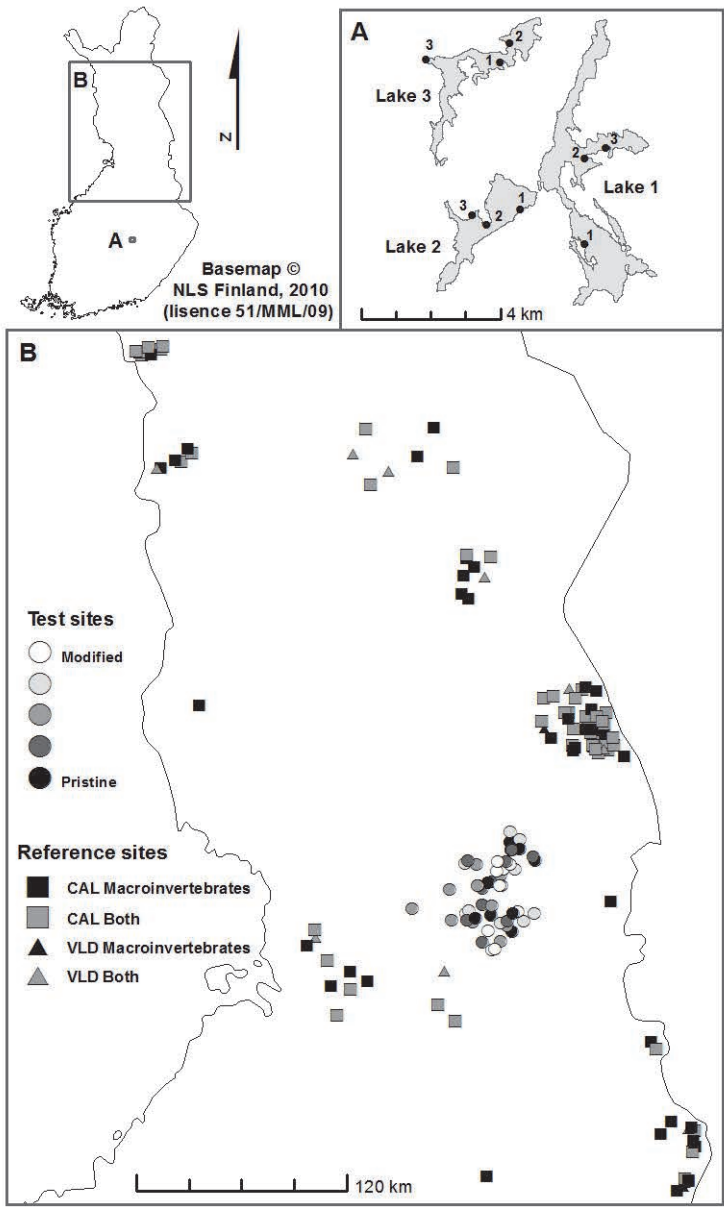 B
N
A
Basemap ©
NLS Finland, 2010
(lisence 51/MML/09)
A
3
2
1
Lake 3
3
2
Lake 1
3
2
1
Lake 2
1
4 km
B
Test sites
Modified
Pristine
Reference sites
CAL Macroinvertebrates
CAL Both
VLD Macroinvertebrates
VLD Both
120 km